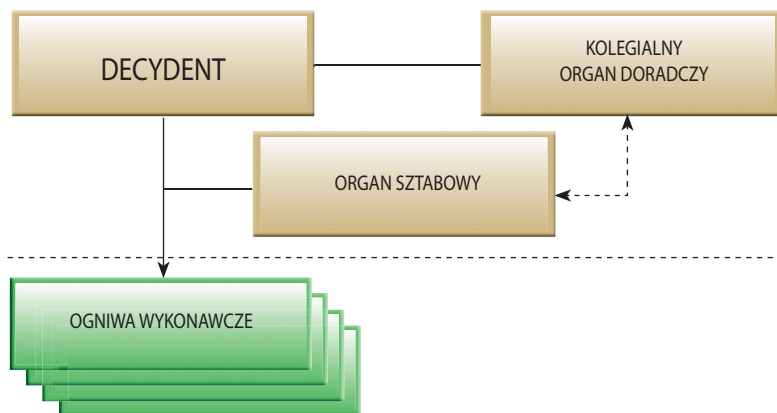 DECYDENT
KOLEGIALNY
ORGAN DORADCZY
ORGAN SZTABOWY
OGNIWA WYKONAWCZE